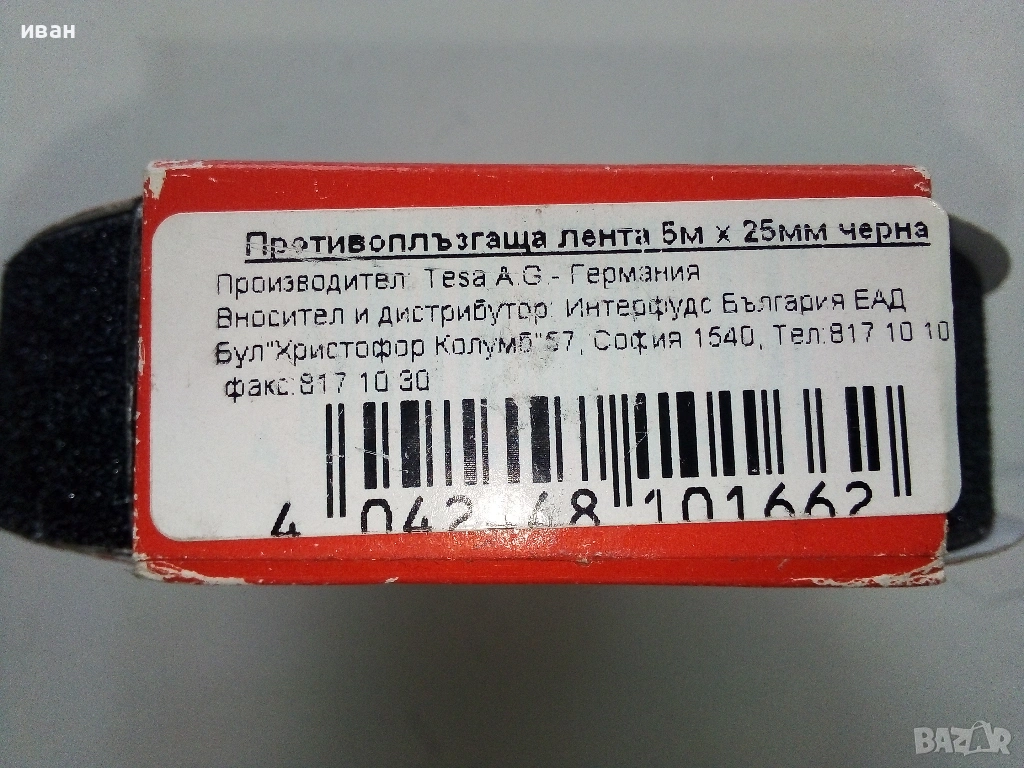 иван
Противоплъзгаща лента 5м х 25мм черна
Производител: Tesa A.G.- Германия
Вносител и дистрибутор: Интерфудс България ЕАД
Бул"Христофор Колумб"57, София 1540, Тел:817 10 10
факс:817 10 30
4 042448 101662
BAZAR